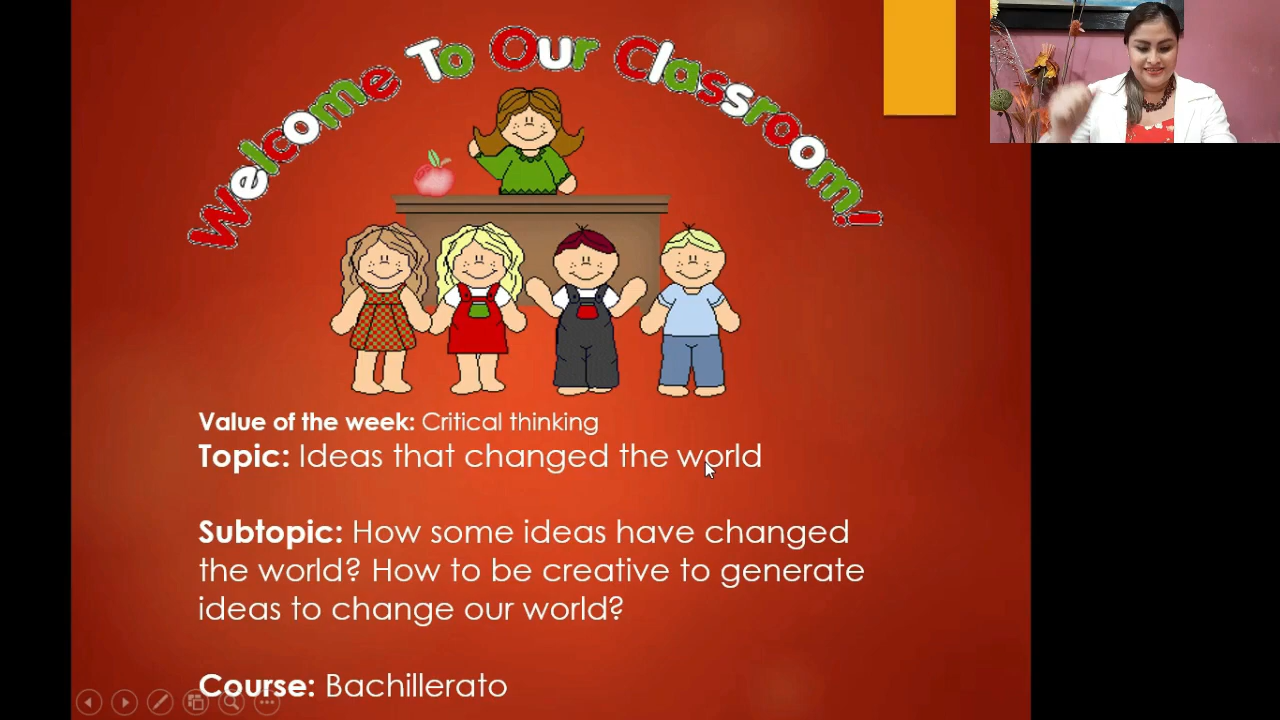 Welcome To Our Classroom!
Value of the week: Critical thinking
Topic: Ideas that changed the world
Subtopic: How some ideas have changed
the world? How to be creative to generate
ideas to change our world?
Course: Bachillerato